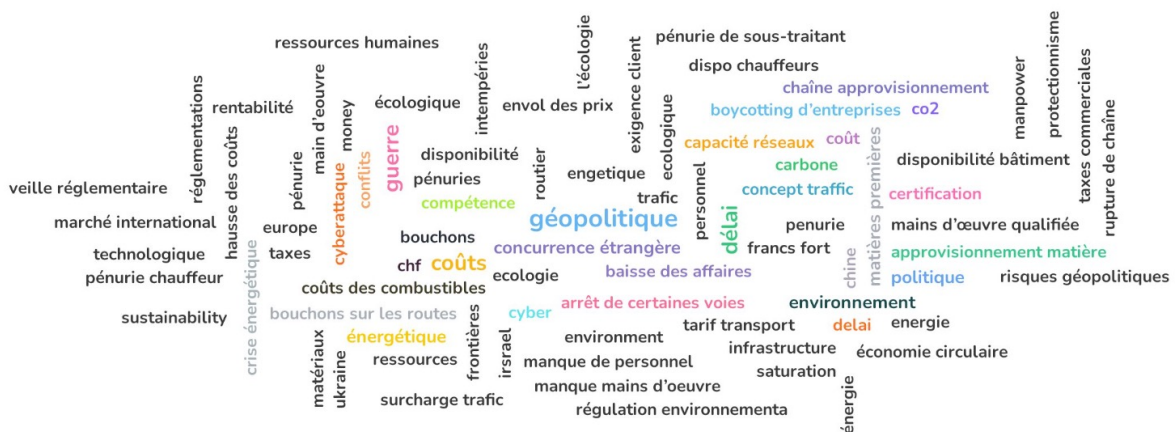 ressources humaines
l'écologie
exigence client
pénurie de sous-traitant
dispo chauffeurs
chaîne approvisionnement
manpower
protectionnisme
taxes commerciales
réglementations
rentabilité
main d'eouvre
money
écologique
intempéries
envol des prix
ecologique
boycotting d'entreprises
co2
rupture de chaîne
hausse des coûts
pénurie
cyberattaque
conflits
guerre
disponibilité
routier
engetique
capacité réseaux
coût
matières premières
disponibilité bâtiment
carbone
veille réglementaire
pénuries
compétence
trafic
personnel
concept traffic
certification
marché international
europe
géopolitique
délai
penurie
mains d'œuvre qualifiée
technologique
taxes
bouchons
concurrence étrangère
francs fort
chine
approvisionnement matière
pénurie chauffeur
crise énergétique
chf
coûts
ecologie
baisse des affaires
politique
risques géopolitiques
coûts des combustibles
sustainability
bouchons sur les routes
cyber
arrêt de certaines voies
environnement
énergétique
frontières
irsrael
environment
tarif transport
delai
energie
matériaux
ukraine
ressources
manque de personnel
infrastructure
économie circulaire
surcharge trafic
manque mains d'oeuvre
saturation
régulation environnementa
énergie